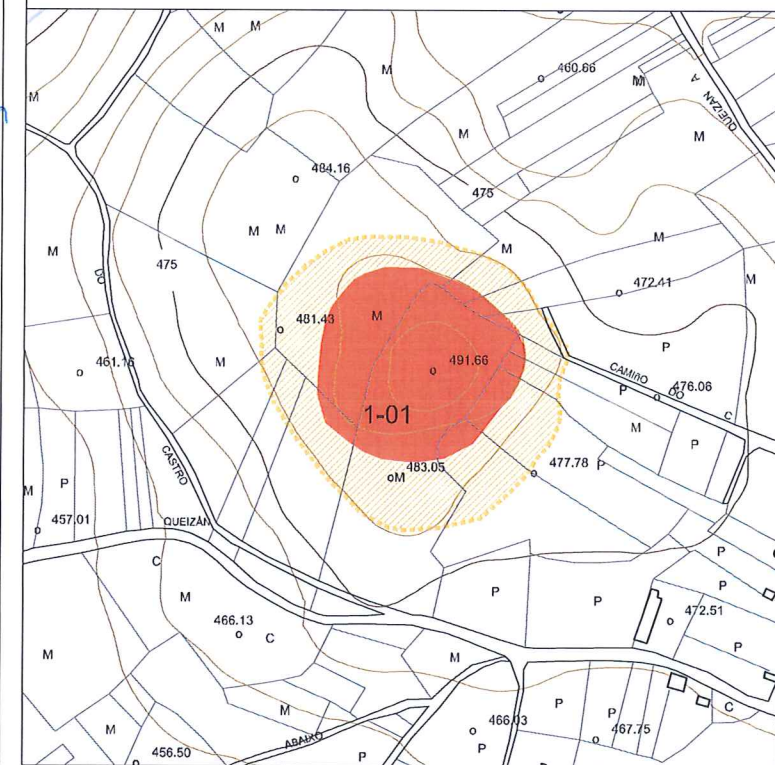 M M
M
460.66
M
M
A QUEIZAN
M
M
484.16
475
M M
M
M
M
475
472.41
M
DO
M
481.43
P
461.16
M
491.66
CAMIÑO DO C
476.06
P
1-01
M
P
CASTRO
483.05
oM
477.78
P
M
P
457.01
QUEIZÁN
C
P
M
P
P
P
466.13
C
472.51
M
M
P
M
P
P
C
M
466.03
467.75
ABAIXO
P
P
456.50